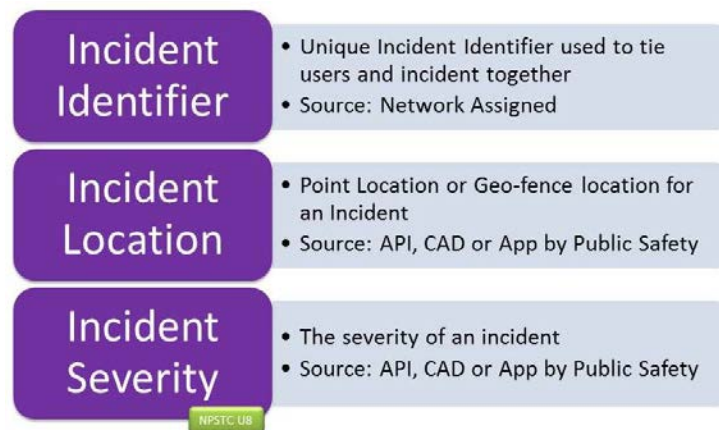 Incident
Identifier
• Unique Incident Identifier used to tie
users and incident together
• Source: Network Assigned
Incident
Location
• Point Location or Geo-fence location for
an Incident
• Source: API, CAD or App by Public Safety
Incident
Severity
• The severity of an incident
• Source: API, CAD or App by Public Safety
NPSTC U8